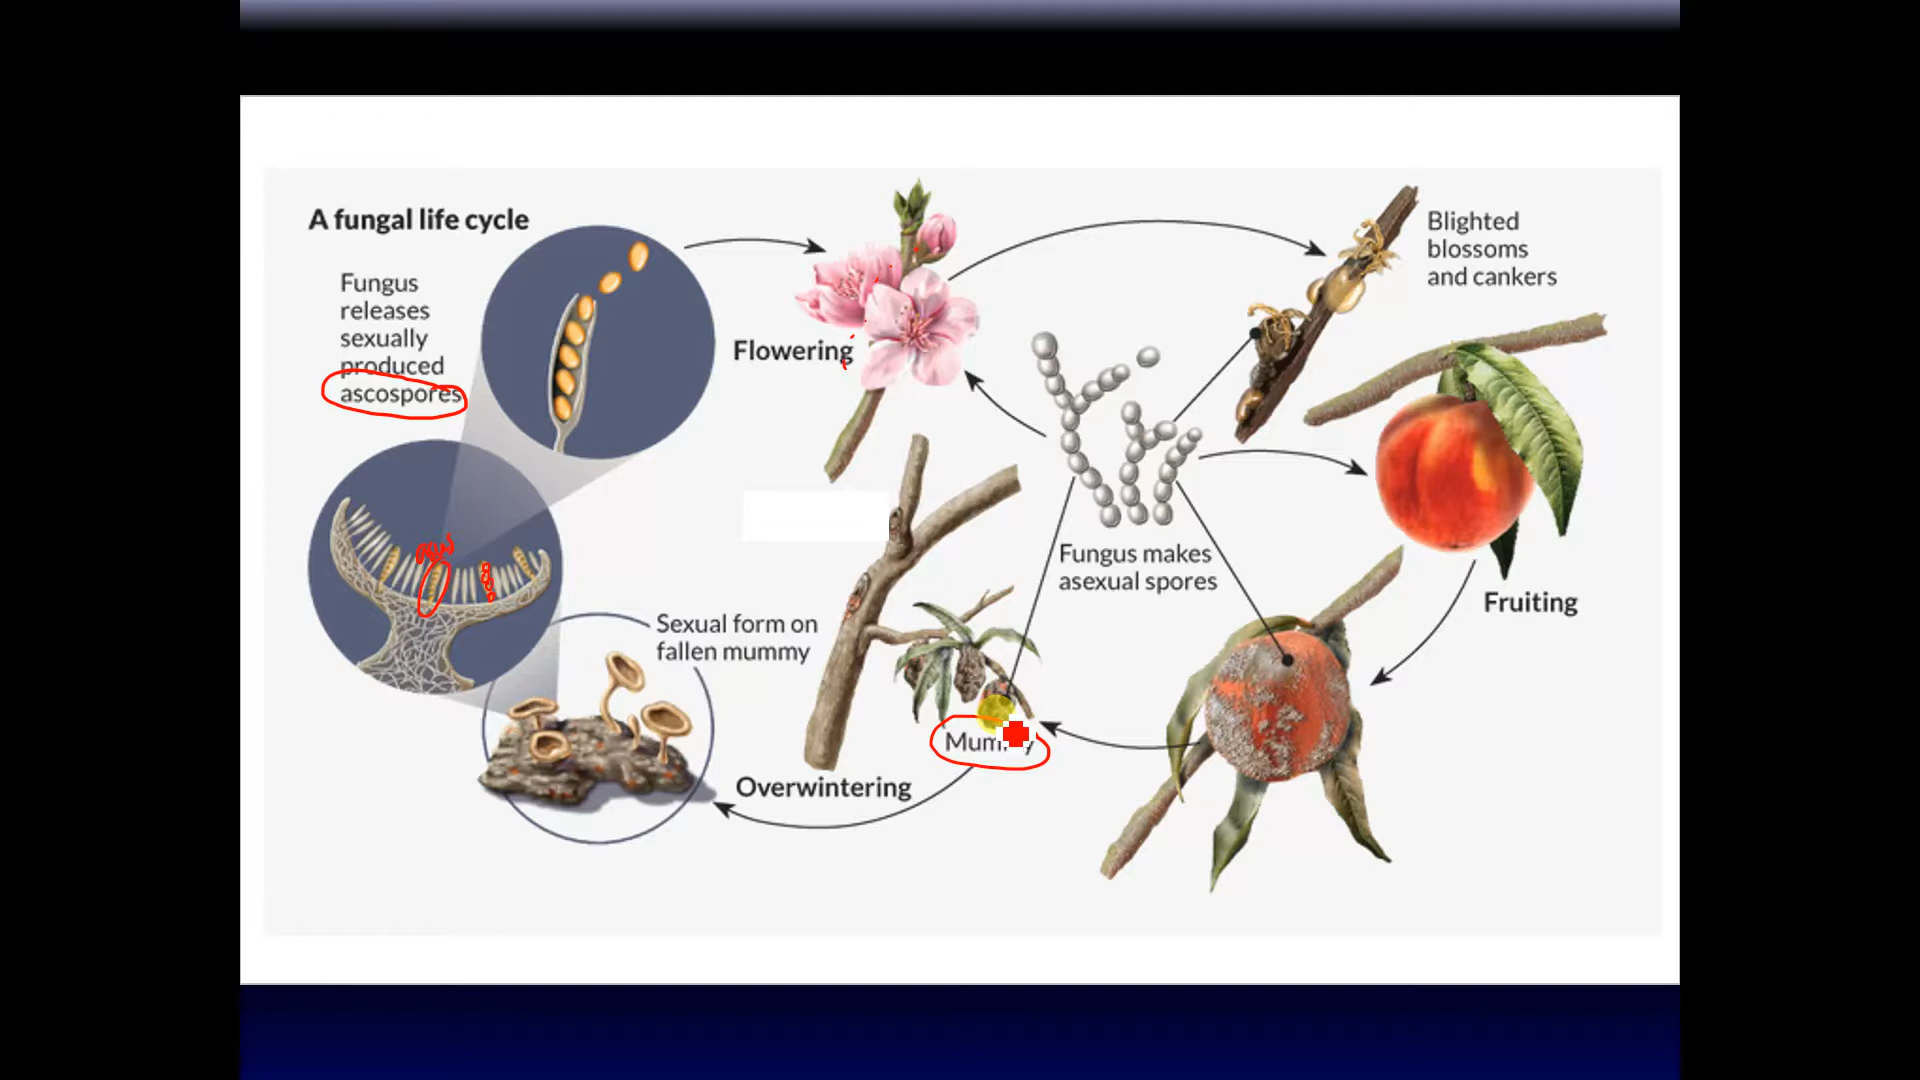 A fungal life cycle
Fungus
releases
sexually
produced
ascospores
Flowering
Blighted
blossoms
and cankers
Fungus makes
asexual spores
Fruiting
Sexual form on
fallen mummy
Mummy
Overwintering